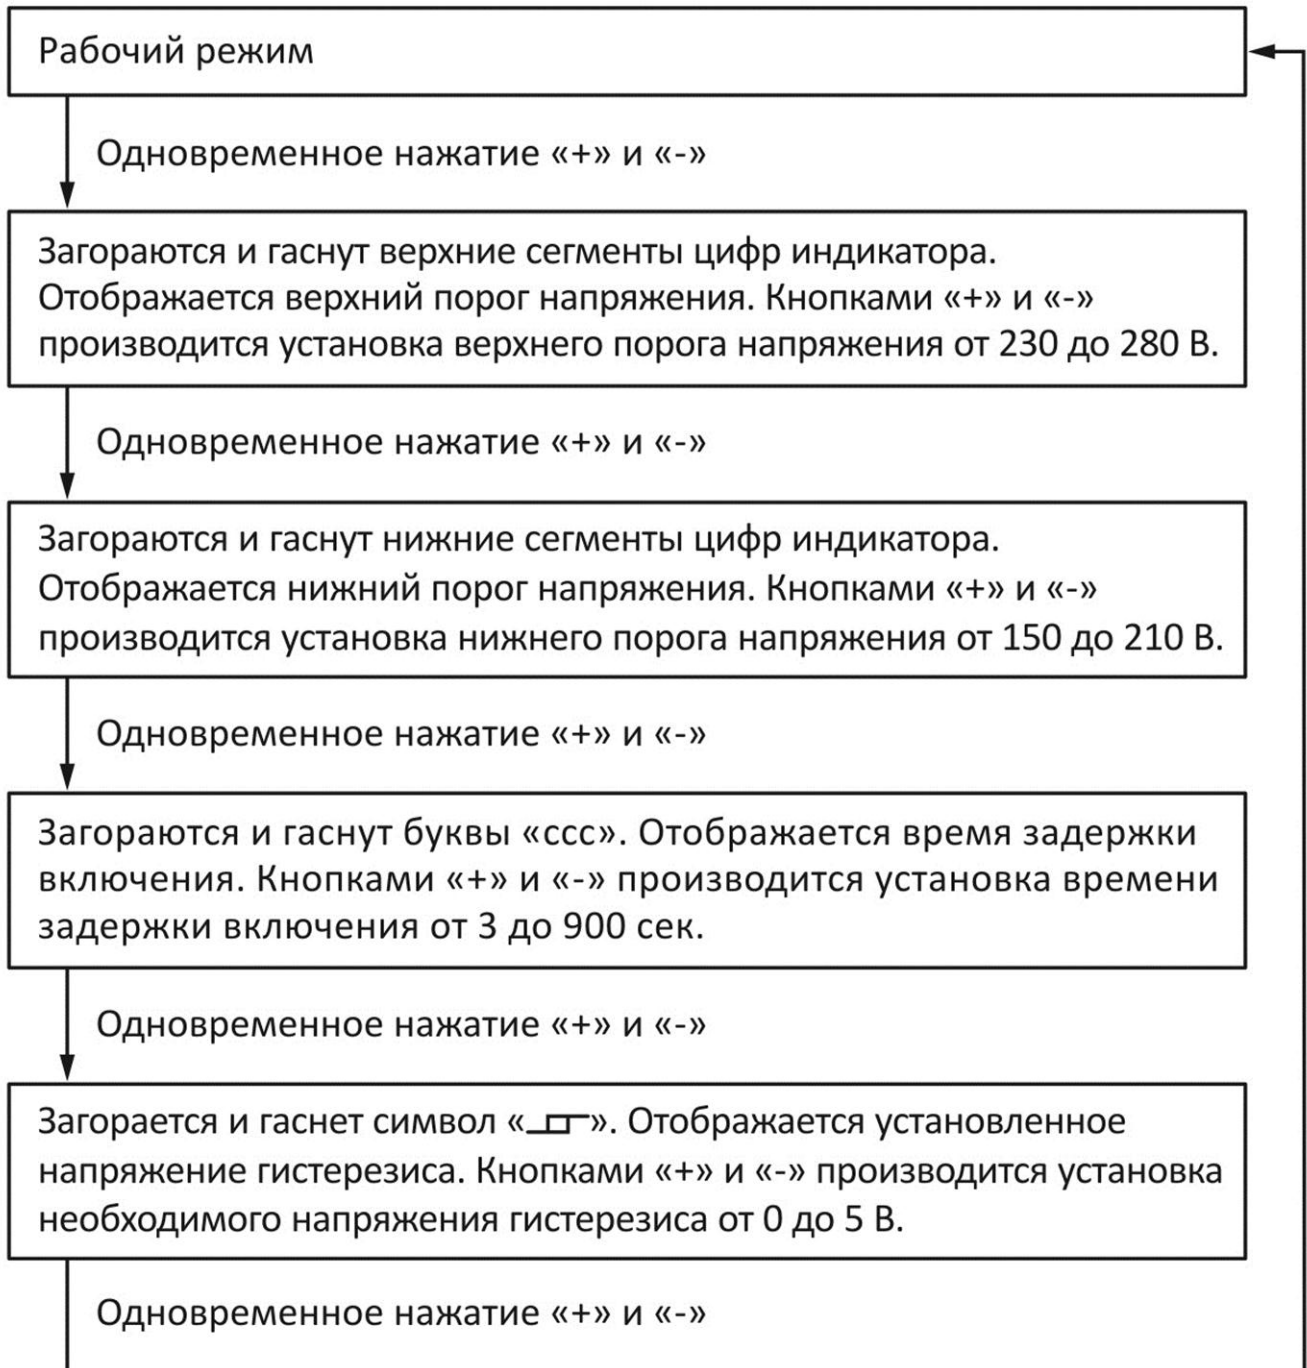 Рабочий режим
Одновременное нажатие «+» и «-»
Загораются и гаснут верхние сегменты цифр индикатора.
Отображается верхний порог напряжения. Кнопками «+» и «-»
производится установка верхнего порога напряжения от 230 до 280 В.
Одновременное нажатие «+» и «-»
Загораются и гаснут нижние сегменты цифр индикатора.
Отображается нижний порог напряжения. Кнопками «+» и «-»
производится установка нижнего порога напряжения от 150 до 210 В.
Одновременное нажатие «+» и «-»
Загораются и гаснут буквы «ссс». Отображается время задержки
включения. Кнопками «+» и «-» производится установка времени
задержки включения от 3 до 900 сек.
Одновременное нажатие «+» и «-»
Загорается и гаснет символ «». Отображается установленное
напряжение гистерезиса. Кнопками «+» и «-» производится установка
необходимого напряжения гистерезиса от 0 до 5 В.
Одновременное нажатие «+» и «-»